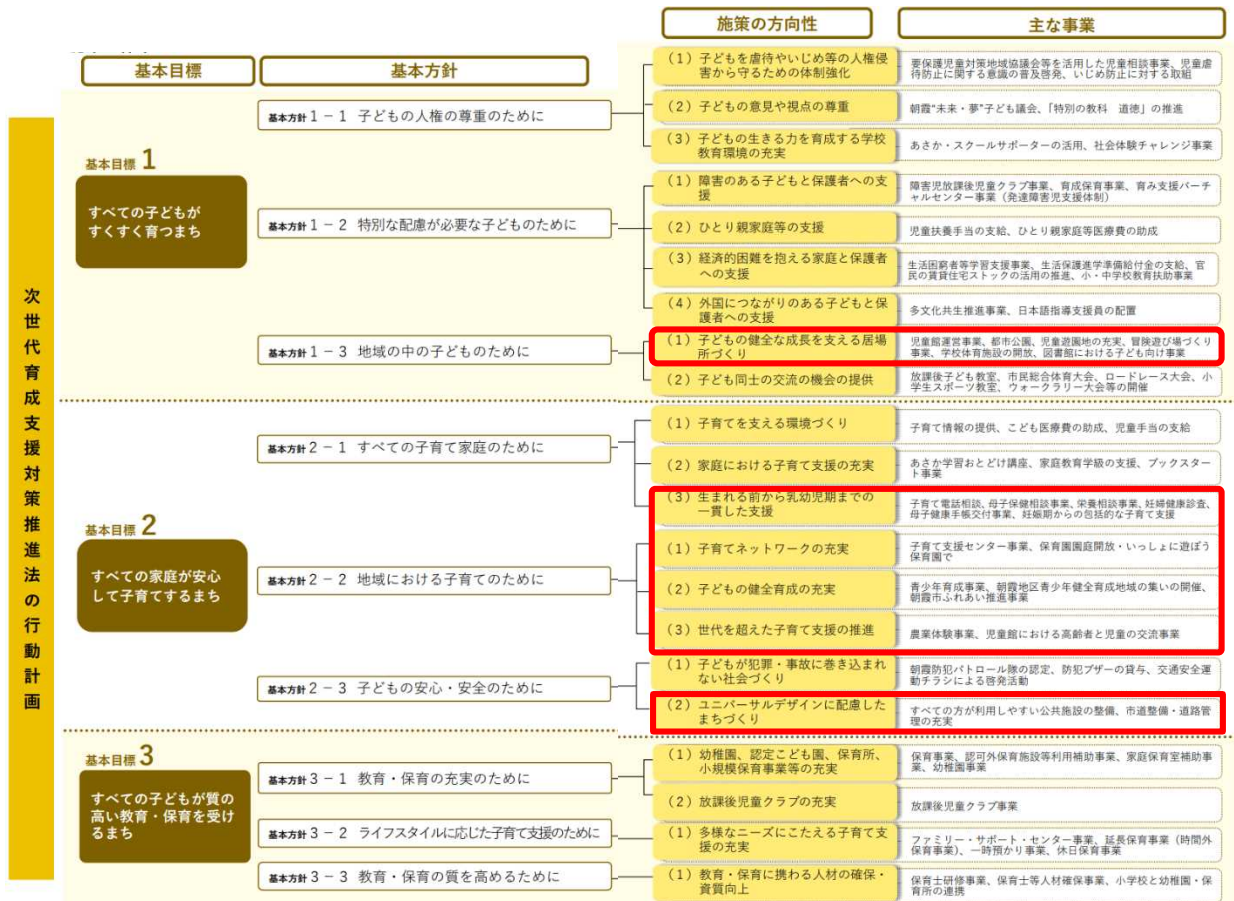 施策の方向性
主な事業
基本目標
基本方針
次世代育成支援対策推進法の行動計画
基本目標 1
すべての子どもが
すくすく育つまち
基本方針 1 － 1 子どもの人権の尊重のために
（1）子どもを虐待やいじめ等の人権侵
害から守るための体制強化
要保護児童対策地域協議会等を活用した児童相談事業、児童虐
待防止に関する意識の普及啓発、いじめ防止に対する取組
（2）子どもの意見や視点の尊重
朝霞“未来・夢”子ども議会、「特別の教科　道徳」の推進
（3）子どもの生きる力を育成する学校
教育環境の充実
あさか・スクールサポーターの活用、社会体験チャレンジ事業
基本方針 1 － 2 特別な配慮が必要な子どものために
（1）障害のある子どもと保護者への支
援
障害児放課後児童クラブ事業、育成保育事業、育み支援バーチ
ャルセンター事業（発達障害児支援体制）
（2）ひとり親家庭等の支援
児童扶養手当の支給、ひとり親家庭等医療費の助成
（3）経済的困難を抱える家庭と保護者
への支援
生活困窮者等学習支援事業、生活保護進学準備給付金の支給、官
民の賃貸住宅ストックの活用の推進、小・中学校教育扶助事業
（4）外国につながりのある子どもと保
護者への支援
多文化共生推進事業、日本語指導支援員の配置
基本方針 1 － 3 地域の中の子どものために
（1）子どもの健全な成長を支える居場
所づくり
児童館運営事業、都市公園、児童遊園地の充実、冒険遊び場づくり
事業、学校体育施設の開放、図書館における子ども向け事業
（2）子ども同士の交流の機会の提供
放課後子ども教室、市民総合体育大会、ロードレース大会、小
学生スポーツ教室、ウォークラリー大会等の開催
基本目標 2
すべての家庭が安心
して子育てするまち
基本方針 2 － 1 すべての子育て家庭のために
（1）子育てを支える環境づくり
子育て情報の提供、こども医療費の助成、児童手当の支給
（2）家庭における子育て支援の充実
あさか学習おとどけ講座、家庭教育学級の支援、ブックスター
ト事業
（3）生まれる前から乳幼児期までの
一貫した支援
子育て電話相談、母子保健相談事業、栄養相談事業、妊婦健康診査、
母子健康手帳交付事業、妊娠期からの包括的な子育て支援
基本方針 2 － 2 地域における子育てのために
（1）子育てネットワークの充実
子育て支援センター事業、保育園園庭開放・いっしょに遊ぼう
保育園で
（2）子どもの健全育成の充実
青少年育成事業、朝霞地区青少年健全育成地域の集いの開催、
朝霞市ふれあい推進事業
（3）世代を超えた子育て支援の推進
農業体験事業、児童館における高齢者と児童の交流事業
基本方針 2 － 3 子どもの安心・安全のために
（1）子どもが犯罪・事故に巻き込まれ
ない社会づくり
朝霞防犯パトロール隊の認定、防犯ブザーの貸与、交通安全運
動チラシによる啓発活動
（2）ユニバーサルデザインに配慮した
まちづくり
すべての方が利用しやすい公共施設の整備、市道整備・道路管
理の充実
基本目標 3
すべての子どもが質の
高い教育・保育を受け
るまち
基本方針 3 － 1 教育・保育の充実のために
（1）幼稚園、認定こども園、保育所、
小規模保育事業等の充実
保育事業、認可外保育施設等利用補助事業、家庭保育室補助事
業、幼稚園事業
（2）放課後児童クラブの充実
放課後児童クラブ事業
基本方針 3 － 2 ライフスタイルに応じた子育て支援のために
（1）多様なニーズにこたえる子育て支
援の充実
ファミリー・サポート・センター事業、延長保育事業（時間外
保育事業）、一時預かり事業、休日保育事業
基本方針 3 － 3 教育・保育の質を高めるために
（1）教育・保育に携わる人材の確保・
資質向上
保育士研修事業、保育士等人材確保事業、小学校と幼稚園・保
育所の連携